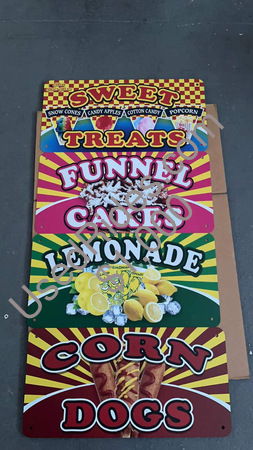 SWEET
SNOW CONES CANDY APPLES COTTON CANDY POPCORN
TREATS
FUNNEL
CAKES
LEMONADE
CORN
DOGS